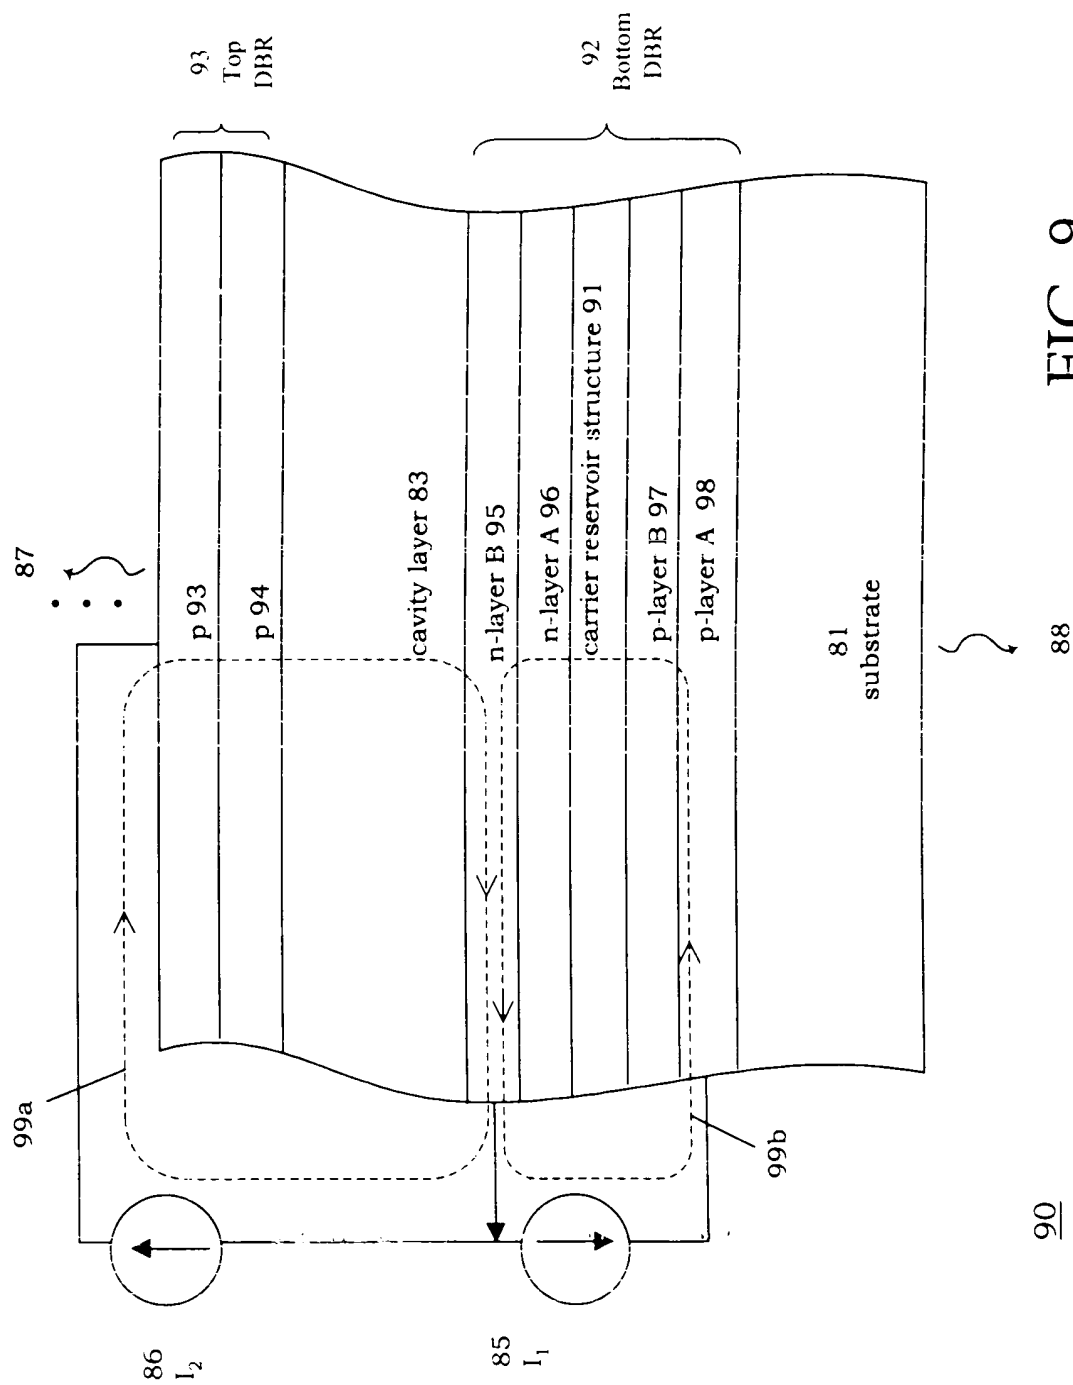 93
Top
DBR
92
Bottom
DBR
87
p 93
p 94
cavity layer 83
n-layer B 95
n-layer A 96
carrier reservoir structure 91
p-layer B 97
p-layer A 98
81
substrate
88
99a
99b
86
I₂
85
I₁
90
FIG 9